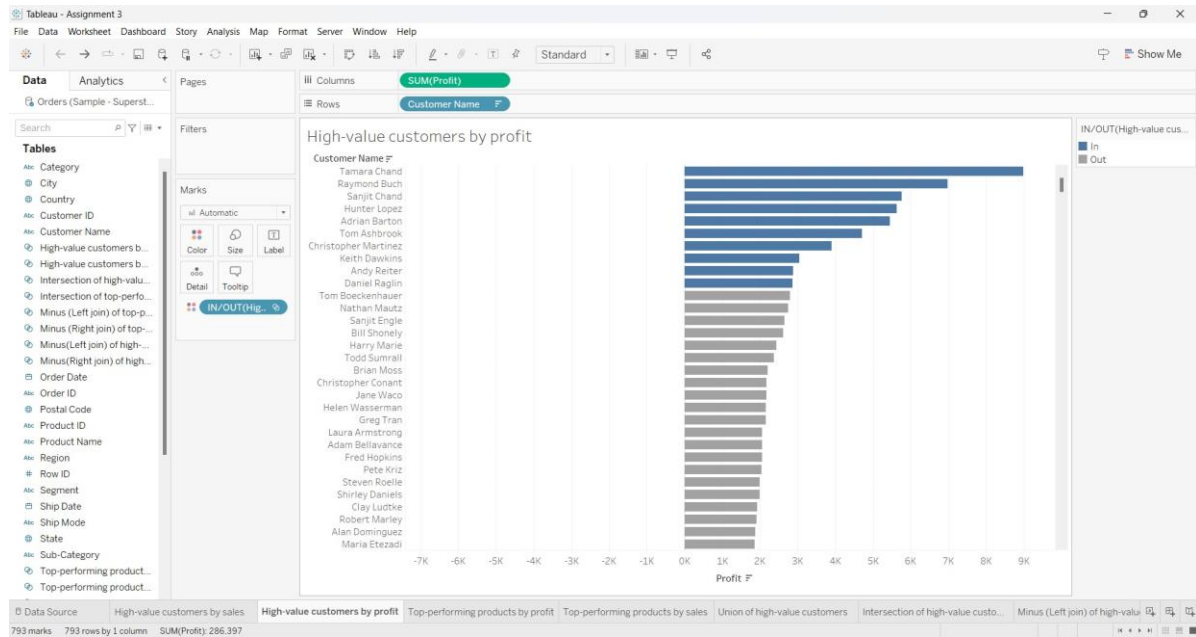 Tableau - Assignment 3
File Data Worksheet Dashboard Story Analysis Map Format Server Window Help
Standard
Show Me
Data Analytics
Orders (Sample - Superst...
Search
Tables
Category
City
Country
Customer ID
Customer Name
High-value customers b...
High-value customers b...
Intersection of high-valu...
Intersection of top-perfo...
Minus (Left join) of top-p...
Minus (Right join) of top-...
Minus(Left join) of high-...
Minus(Right join) of high...
Order Date
Order ID
Postal Code
Product ID
Product Name
Region
Row ID
Segment
Ship Date
Ship Mode
State
Sub-Category
Top-performing product...
Top-performing product...
Pages
Filters
Marks
Automatic
Color Size Label
Detail Tooltip
IN/OUT(Hig..
Columns SUM(Profit)
Rows Customer Name
High-value customers by profit
Customer Name
Tamara Chand
Raymond Buch
Sanjit Chand
Hunter Lopez
Adrian Barton
Tom Ashbrook
Christopher Martinez
Keith Dawkins
Andy Reiter
Daniel Raglin
Tom Boeckenhauer
Nathan Mautz
Sanjit Engle
Bill Shonely
Harry Marie
Todd Sumrall
Brian Moss
Christopher Conant
Jane Waco
Helen Wasserman
Greg Tran
Laura Armstrong
Adam Bellavance
Fred Hopkins
Pete Kriz
Steven Roelle
Shirley Daniels
Clay Ludtke
Robert Marley
Alan Dominguez
Maria Etezadi
-7K -6K -5K -4K -3K -2K -1K 0K 1K 2K 3K 4K 5K 6K 7K 8K 9K
Profit
IN/OUT(High-value cus...
In
Out
Data Source High-value customers by sales High-value customers by profit Top-performing products by profit Top-performing products by sales Union of high-value customers Intersection of high-value custo... Minus (Left join) of high-valu
793 marks 793 rows by 1 column SUM(Profit): 286,397